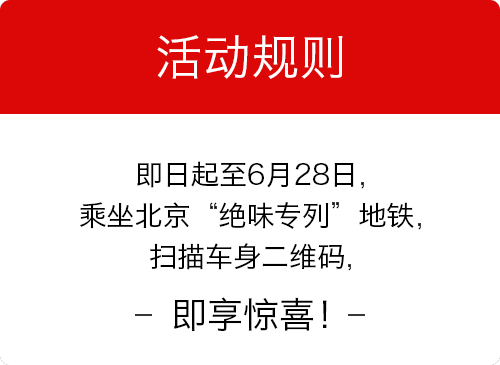 活动规则
即日起至6月28日,
乘坐北京“绝味专列”地铁,
扫描车身二维码,
- 即享惊喜! -